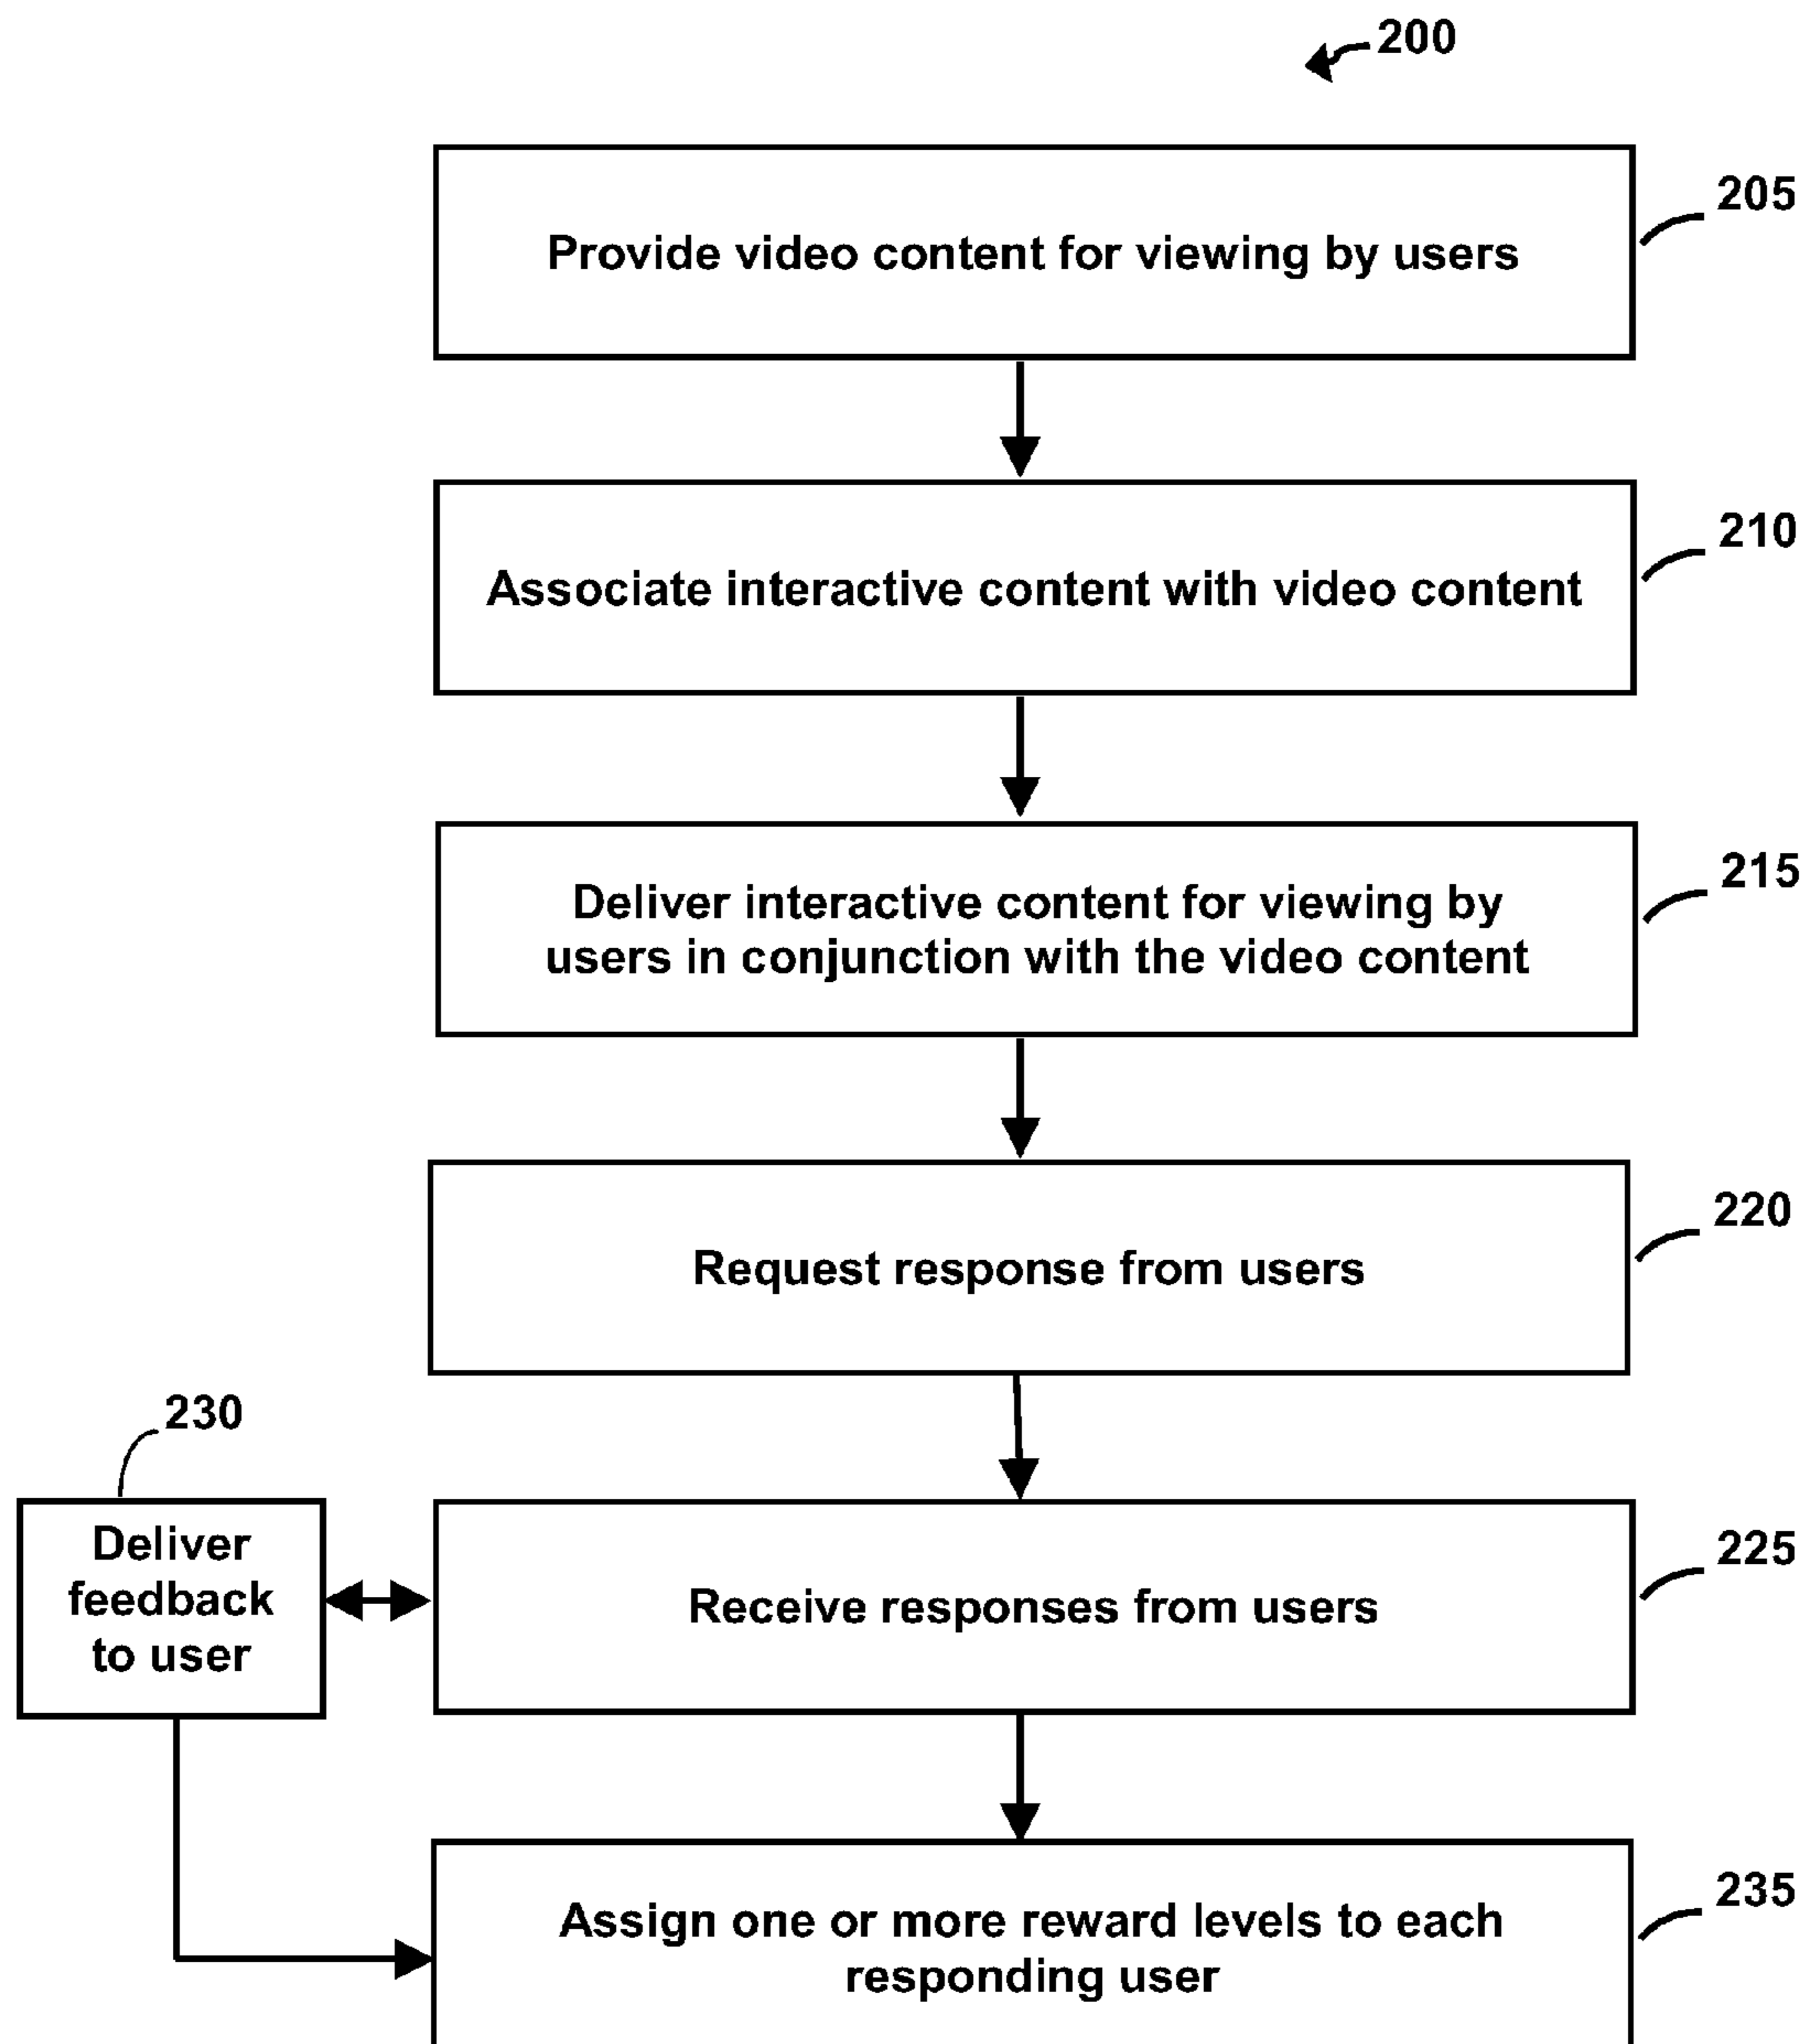 200
205
Provide video content for viewing by users
210
Associate interactive content with video content
215
Deliver interactive content for viewing by
users in conjunction with the video content
220
Request response from users
230
Deliver
feedback
to user
225
Receive responses from users
235
Assign one or more reward levels to each
responding user